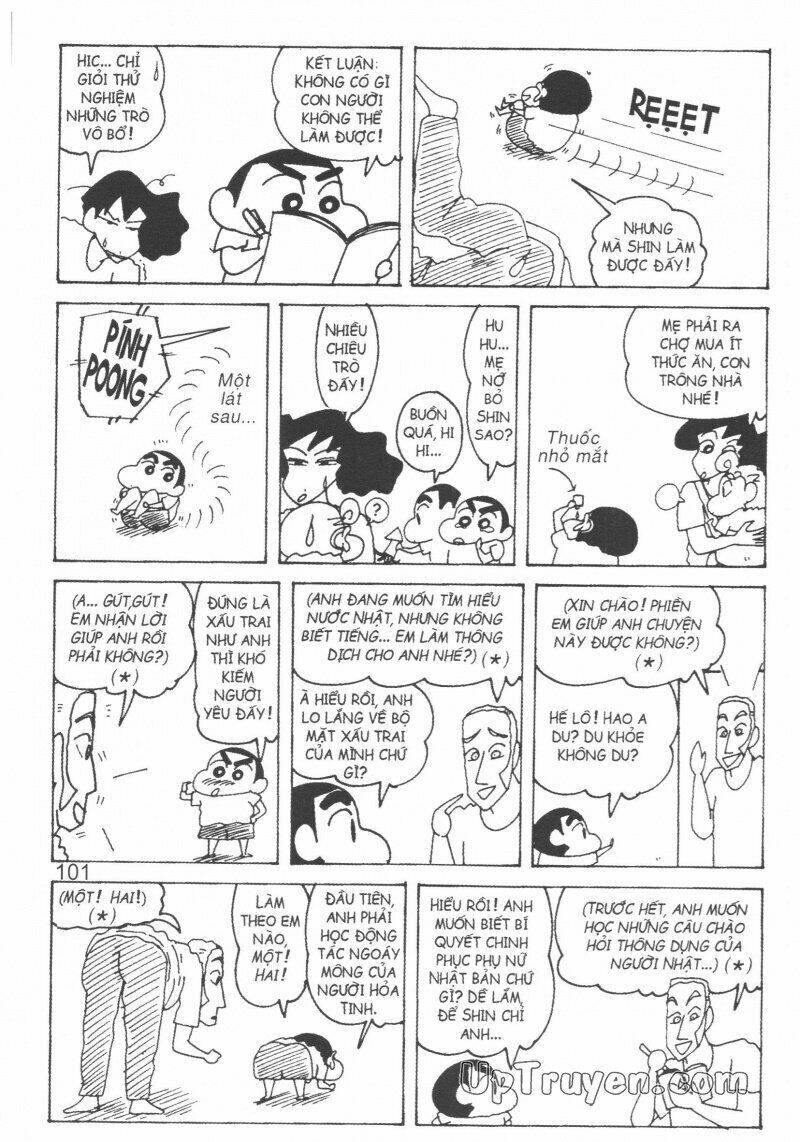 RẸẸẸT
NHƯNG
MÀ SHIN LÀM
ĐƯỢC ĐẤY!
KẾT LUẬN:
KHÔNG CÓ GÌ
CON NGƯỜI
KHÔNG THỂ
LÀM ĐƯỢC!
HIC... CHỈ
GIỎI THỬ
NGHIỆM
NHỮNG TRÒ
VÔ BỔ!
MẸ PHẢI RA
CHỢ MUA ÍT
THỨC ĂN, CON
TRÔNG NHÀ
NHÉ!
Thuốc
nhỏ mắt
HU
HU...
MẸ
NỠ
BỎ
SHIN
SAO?
BUỒN
QUÁ, HI
HI...
NHIỀU
CHIÊU
TRÒ
ĐẤY!
?
PÍNH
POONG
Một
lát
sau...
(XIN CHÀO! PHIỀN
EM GIÚP ANH CHUYỆN
NÀY ĐƯỢC KHÔNG?)
(*)
HẾ LÔ! HAO A
DU? DU KHỎE
KHÔNG DU?
(ANH ĐANG MUỐN TÌM HIỂU
NƯỚC NHẬT, NHƯNG KHÔNG
BIẾT TIẾNG... EM LÀM THÔNG
DỊCH CHO ANH NHÉ?) (*)
À HIỂU RỒI, ANH
LO LẮNG VỀ BỘ
MẶT XẤU TRAI
CỦA MÌNH CHỨ
GÌ?
ĐÚNG LÀ
XẤU TRAI
NHƯ ANH
THÌ KHÓ
KIẾM
NGƯỜI
YÊU ĐẤY!
(A... GÚT,GÚT!
EM NHẬN LỜI
GIÚP ANH RỒI
PHẢI KHÔNG?)
(*)
101
(TRƯỚC HẾT, ANH MUỐN
HỌC NHỮNG CÂU CHÀO
HỎI THÔNG DỤNG CỦA
NGƯỜI NHẬT...) (*)
HIỂU RỒI! ANH
MUỐN BIẾT BÍ
QUYẾT CHINH
PHỤC PHỤ NỮ
NHẬT BẢN CHỨ
GÌ? DỄ LẮM,
ĐỂ SHIN CHỈ
ANH...
ĐẦU TIÊN,
ANH PHẢI
HỌC ĐỘNG
TÁC NGOÁY
MÔNG CỦA
NGƯỜI HỎA
TINH.
LÀM
THEO EM
NÀO,
MỘT!
HAI!
(MỘT! HAI!)
(*)
UpTruyen.com